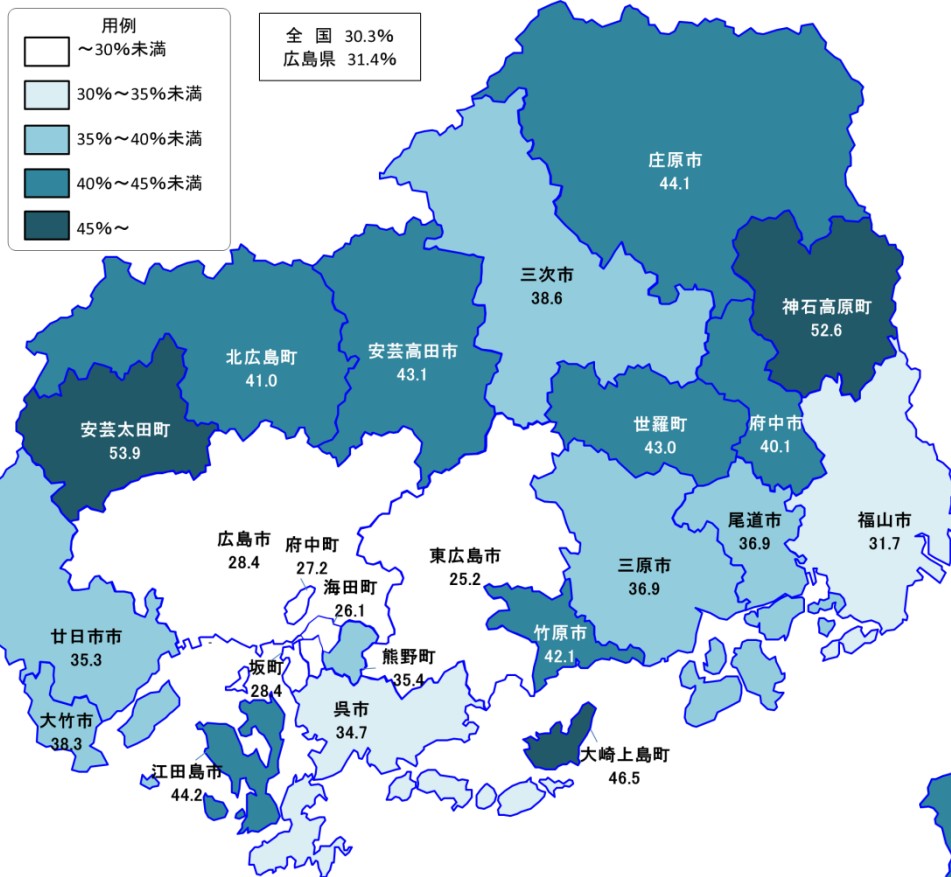 用例
～30%未満
30%～35%未満
35%～40%未満
40%～45%未満
45%～
全 国 30.3%
広島県 31.4%
庄原市
44.1
三次市
38.6
神石高原町
52.6
北広島町
41.0
安芸高田市
43.1
安芸太田町
53.9
世羅町
43.0
府中市
40.1
広島市
28.4
府中町
27.2
海田町
26.1
東広島市
25.2
三原市
36.9
尾道市
36.9
福山市
31.7
廿日市市
35.3
坂町
28.4
熊野町
35.4
竹原市
42.1
大竹市
38.3
呉市
34.7
江田島市
44.2
大崎上島町
46.5